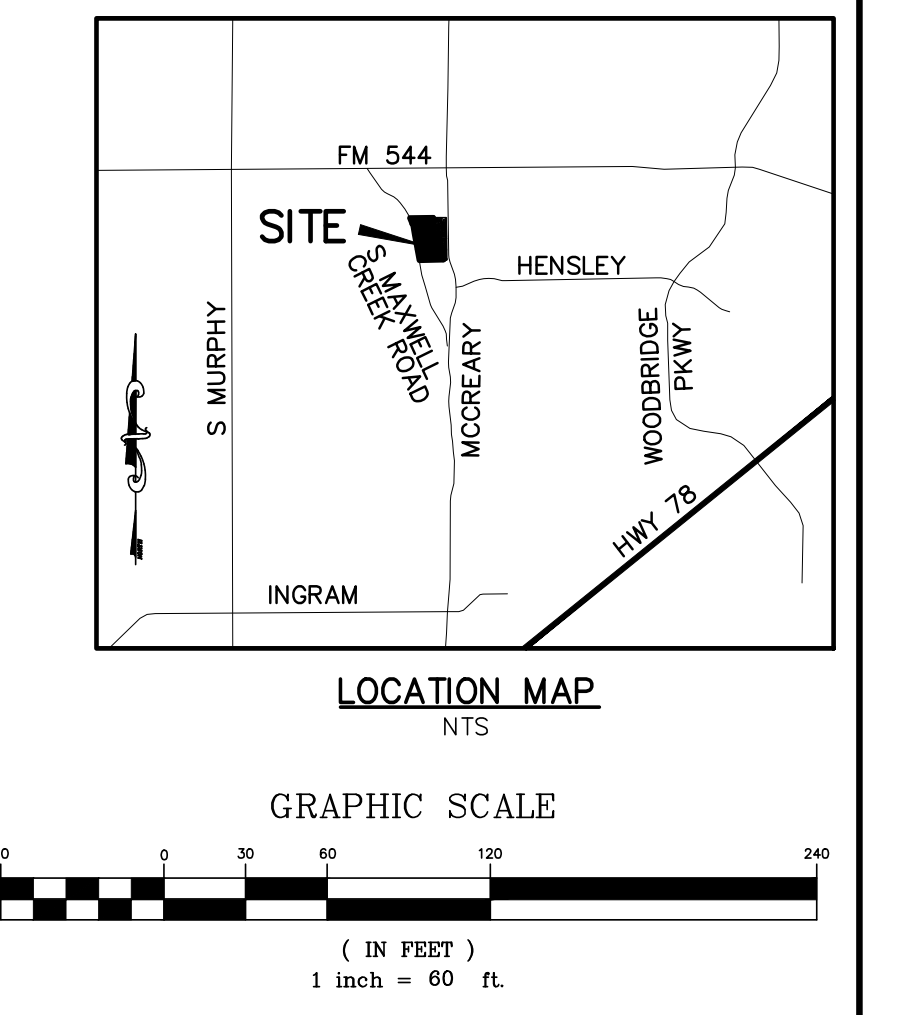 FM 544
SITE
S MAXWELL
CREEK ROAD
HENSLEY
S MURPHY
MCCREARY
WOODBRIDGE
PKWY
HWY 78
INGRAM
LOCATION MAP
NTS
GRAPHIC SCALE
0 0 30 60 120 240
( IN FEET )
1 inch = 60 ft.